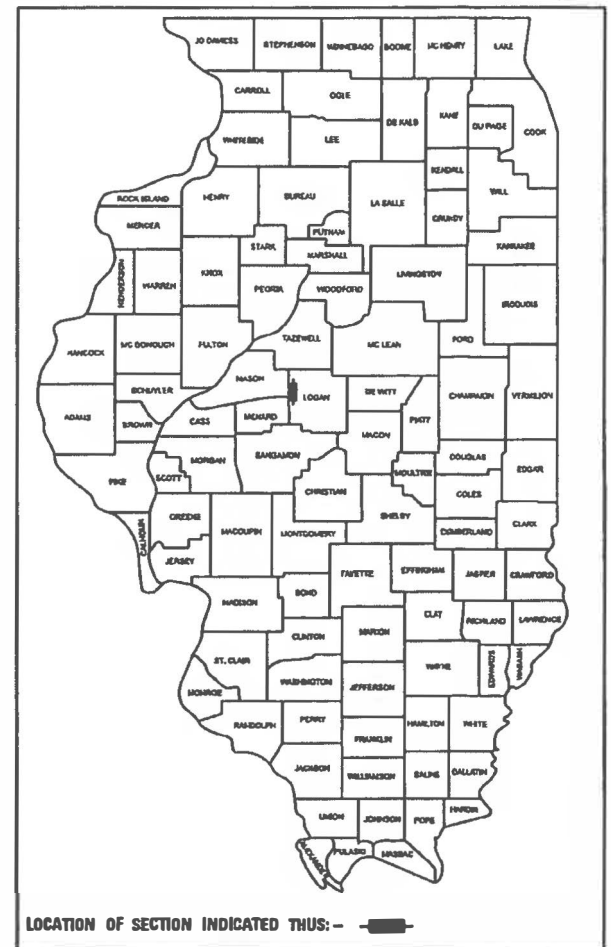 JO DAVIESS STEPHENSON WINNEBAGO BOONE MC HENRY LAKE
CARROLL OGLE DE KALB KANE DU PAGE COOK
WHITESIDE LEE KENDALL WILL
ROCK ISLAND HENRY BUREAU LA SALLE GRUNDY
MERCER PUTNAM KANKAKEE
STARK MARSHALL
HENDERSON WARREN KNOX PEORIA WOODFORD LIVINGSTON IROQUOIS
HANCOCK MC DONOUGH FULTON TAZEWELL MC LEAN FORD
MASON
SCHUYLER LOGAN DE WITT CHAMPAIGN VERMILION
ADAMS BROWN CASS MENARD MACON PIATT
PIKE SCOTT MORGAN SANGAMON MOULTRIE DOUGLAS EDGAR
CHRISTIAN COLES
GREENE MACOUPIN MONTGOMERY SHELBY CUMBERLAND CLARK
CALHOUN JERSEY
FAYETTE EFFINGHAM JASPER CRAWFORD
MADISON BOND
CLINTON MARION CLAY RICHLAND LAWRENCE
ST. CLAIR WAYNE EDWARDS WABASH
MONROE WASHINGTON JEFFERSON
RANDOLPH PERRY HAMILTON WHITE
FRANKLIN
JACKSON WILLIAMSON SALINE GALLATIN
UNION JOHNSON POPE HARDIN
ALEXANDER PULASKI MASSAC
LOCATION OF SECTION INDICATED THUS:-